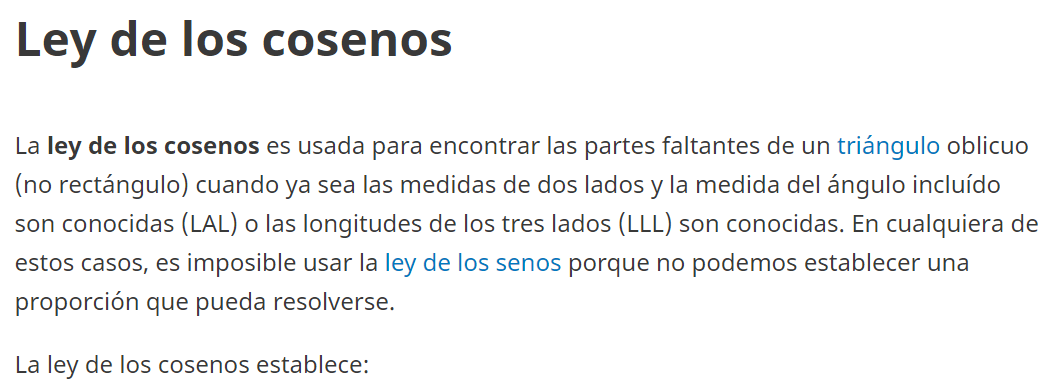 Ley de los cosenos
La ley de los cosenos es usada para encontrar las partes faltantes de un triángulo oblicuo
(no rectángulo) cuando ya sea las medidas de dos lados y la medida del ángulo incluído
son conocidas (LAL) o las longitudes de los tres lados (LLL) son conocidas. En cualquiera de
estos casos, es imposible usar la ley de los senos porque no podemos establecer una
proporción que pueda resolverse.
La ley de los cosenos establece: